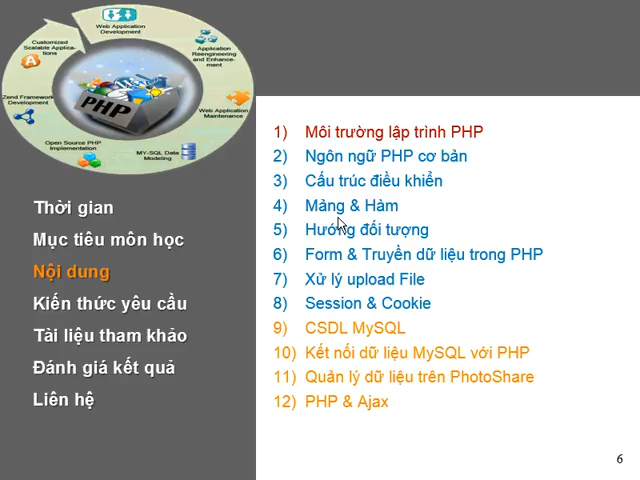 Web Application
Development
Customized
Scalable Applica-
tions
Application
Reengineering
and Enhance-
ment
Zend Framework
Development
Web Application
Maintenance
PHP
Open Source PHP
Implementation
MY-SQL Data
Modeling
Thời gian
Mục tiêu môn học
Nội dung
Kiến thức yêu cầu
Tài liệu tham khảo
Đánh giá kết quả
Liên hệ
1) Môi trường lập trình PHP
2) Ngôn ngữ PHP cơ bản
3) Cấu trúc điều khiển
4) Mảng & Hàm
5) Hướng đối tượng
6) Form & Truyền dữ liệu trong PHP
7) Xử lý upload File
8) Session & Cookie
9) CSDL MySQL
10) Kết nối dữ liệu MySQL với PHP
11) Quản lý dữ liệu trên PhotoShare
12) PHP & Ajax
6